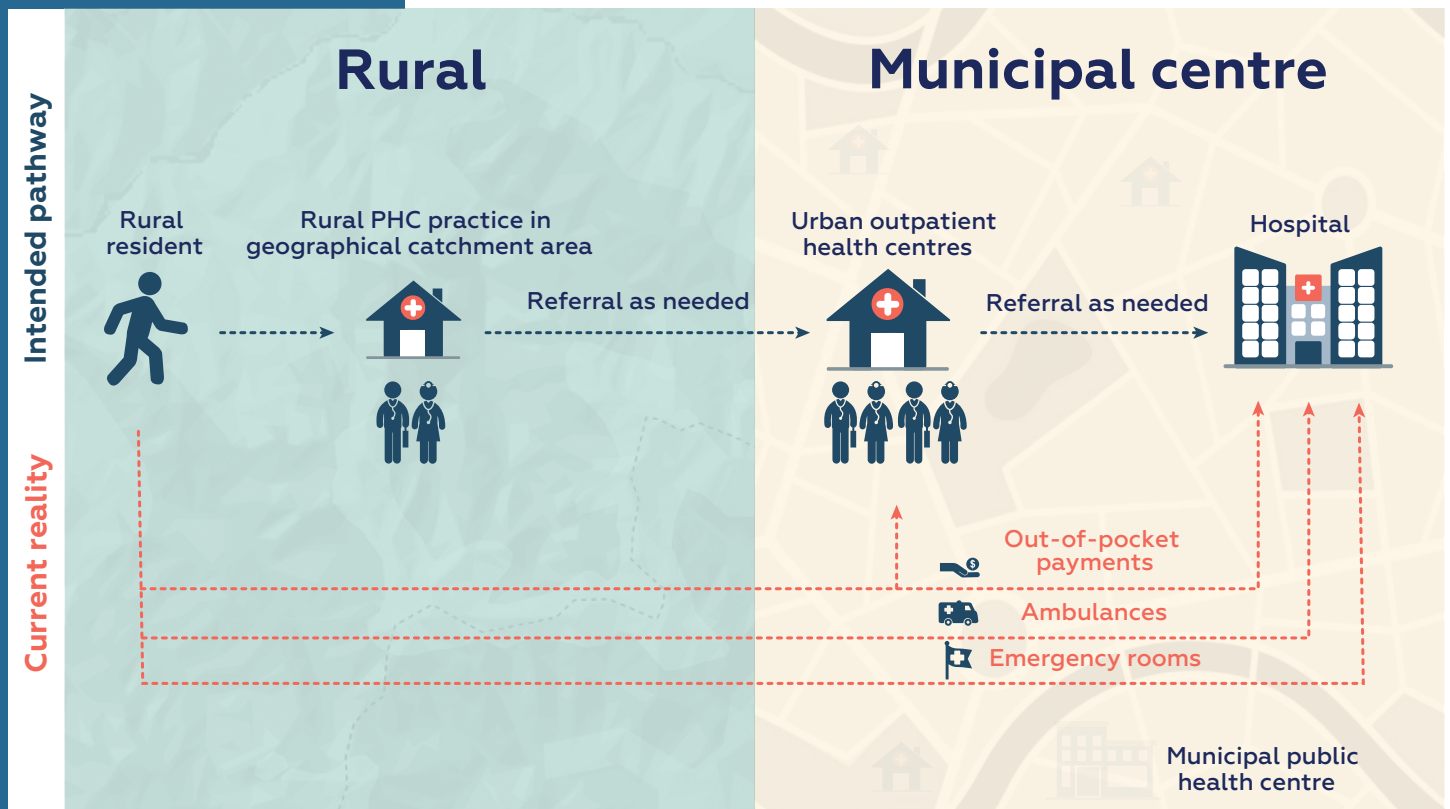 Rural
Municipal centre
Intended pathway
Rural
resident
Rural PHC practice in
geographical catchment area
Referral as needed
Urban outpatient
health centres
Referral as needed
Hospital
Current reality
Out-of-pocket
payments
$
Ambulances
Emergency rooms
Municipal public
health centre